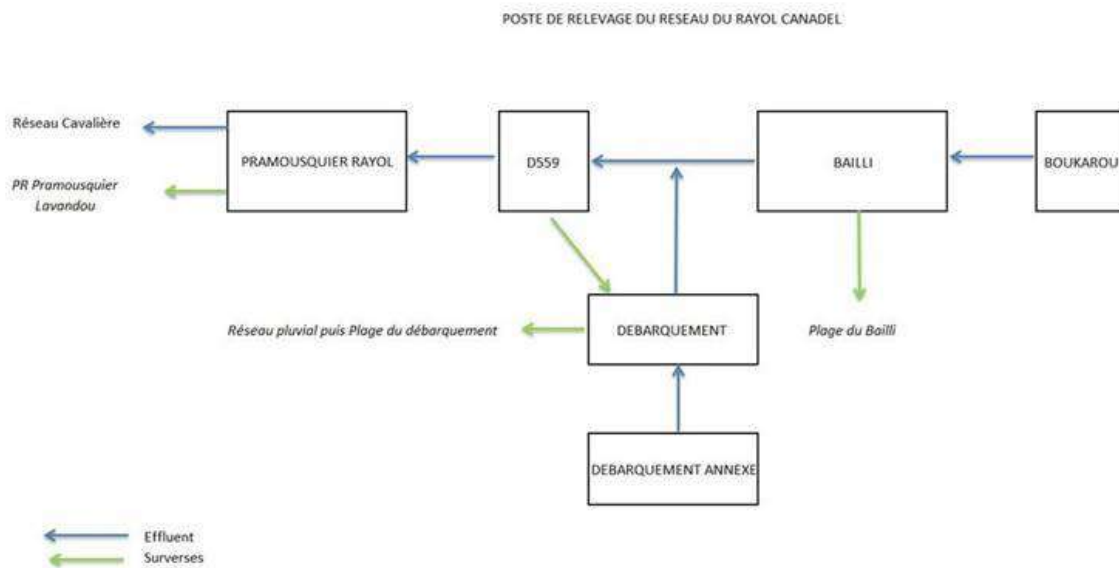 POSTE DE RELEVAGE DU RESEAU DU RAYOL CANADEL
Réseau Cavalière
PRAMOUSQUIER RAYOL
D559
BAILLI
BOUKAROU
PR Pramousquier
Lavandou
Réseau pluvial puis Plage du débarquement
DEBARQUEMENT
Plage du Bailli
DEBARQUEMENT ANNEXE
Effluent
Surverses